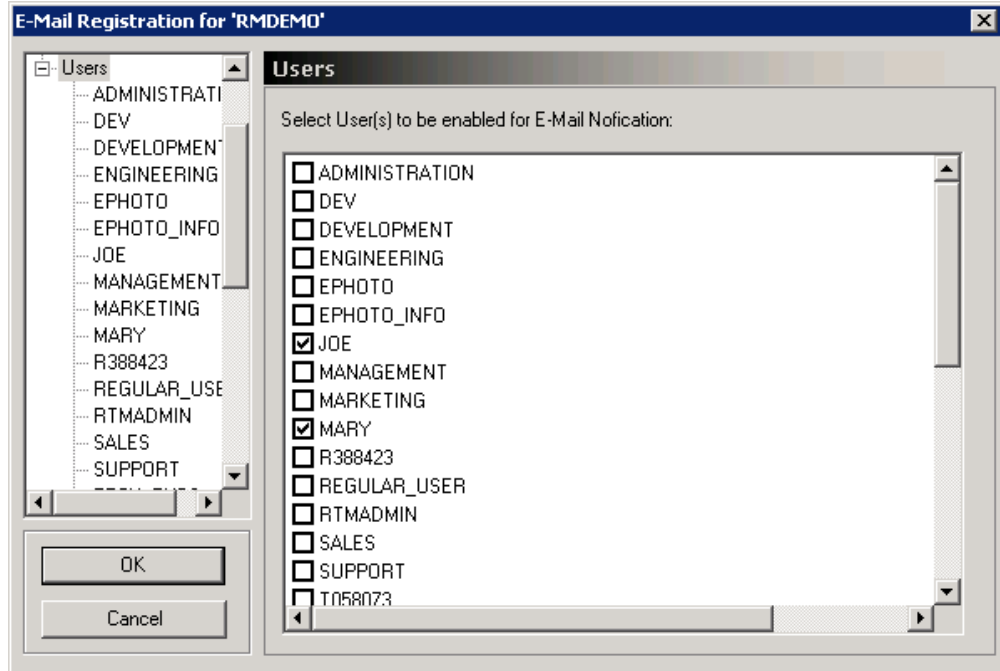 E-Mail Registration for 'RMDEMO'
Users
ADMINISTRATI
DEV
DEVELOPMENT
ENGINEERING
EPHOTO
EPHOTO_INFO
JOE
MANAGEMENT
MARKETING
MARY
R388423
REGULAR_USE
RTMADMIN
SALES
SUPPORT
OK
Cancel
Users
Select User(s) to be enabled for E-Mail Nofication:
ADMINISTRATION
DEV
DEVELOPMENT
ENGINEERING
EPHOTO
EPHOTO_INFO
JOE
MANAGEMENT
MARKETING
MARY
R388423
REGULAR_USER
RTMADMIN
SALES
SUPPORT
T058073